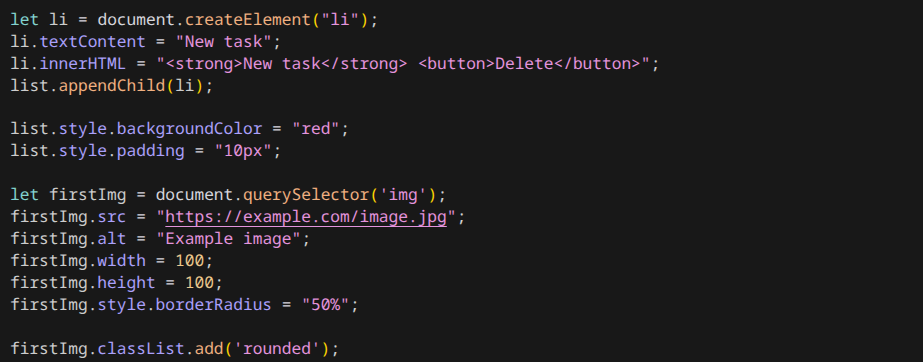 let li = document.createElement("li");
li.textContent = "New task";
li.innerHTML = "<strong>New task</strong> <button>Delete</button>";
list.appendChild(li);
list.style.backgroundColor = "red";
list.style.padding = "10px";
let firstImg = document.querySelector('img');
firstImg.src = "https://example.com/image.jpg";
firstImg.alt = "Example image";
firstImg.width = 100;
firstImg.height = 100;
firstImg.style.borderRadius = "50%";
firstImg.classList.add('rounded');